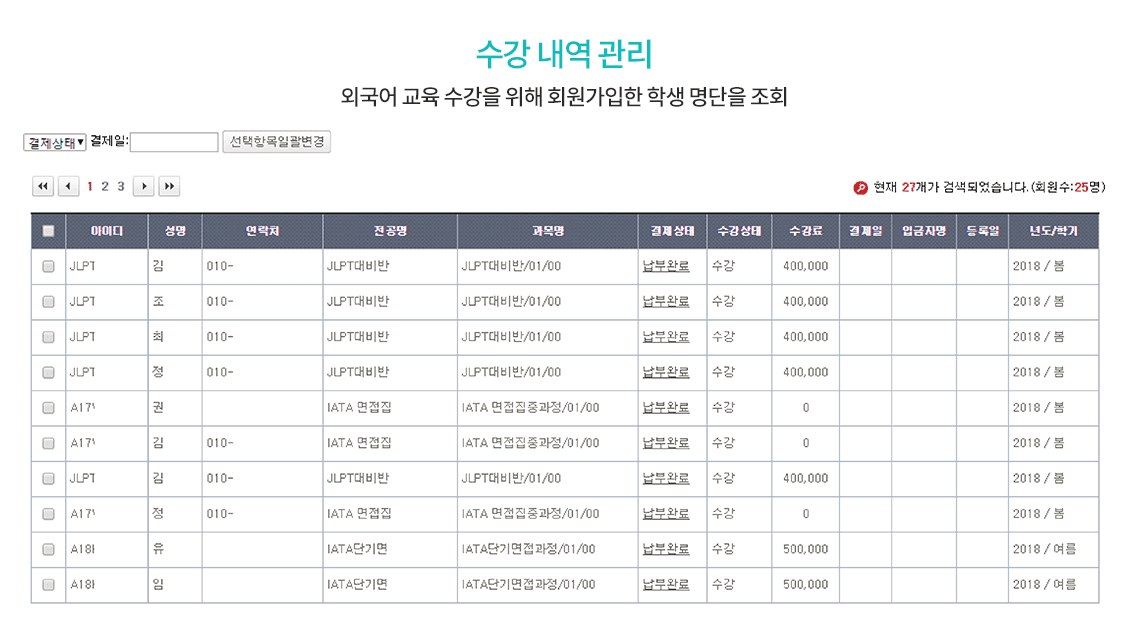 수강 내역 관리
외국어 교육 수강을 위해 회원가입한 학생 명단을 조회
결제상태▼ 결제일: 선택항목일괄변경
1 2 3 현재 27개가 검색되었습니다.(회원수:25명)
아이디 성명 연락처 전공명 과목명 결제상태 수강상태 수강료 결제일 입금자명 등록일 년도/학기
JLPT 김 010- JLPT대비반 JLPT대비반/01/00 납부완료 수강 400,000 2018 / 봄
JLPT 조 010- JLPT대비반 JLPT대비반/01/00 납부완료 수강 400,000 2018 / 봄
JLPT 최 010- JLPT대비반 JLPT대비반/01/00 납부완료 수강 400,000 2018 / 봄
JLPT 정 010- JLPT대비반 JLPT대비반/01/00 납부완료 수강 400,000 2018 / 봄
A17 권 IATA 면접집 IATA 면접집중과정/01/00 납부완료 수강 0 2018 / 봄
A17 김 010- IATA 면접집 IATA 면접집중과정/01/00 납부완료 수강 0 2018 / 봄
JLPT 김 010- JLPT대비반 JLPT대비반/01/00 납부완료 수강 400,000 2018 / 봄
A17 정 010- IATA 면접집 IATA 면접집중과정/01/00 납부완료 수강 0 2018 / 봄
A18 유 IATA단기면 IATA단기면접과정/01/00 납부완료 수강 500,000 2018 / 여름
A18 임 IATA단기면 IATA단기면접과정/01/00 납부완료 수강 500,000 2018 / 여름